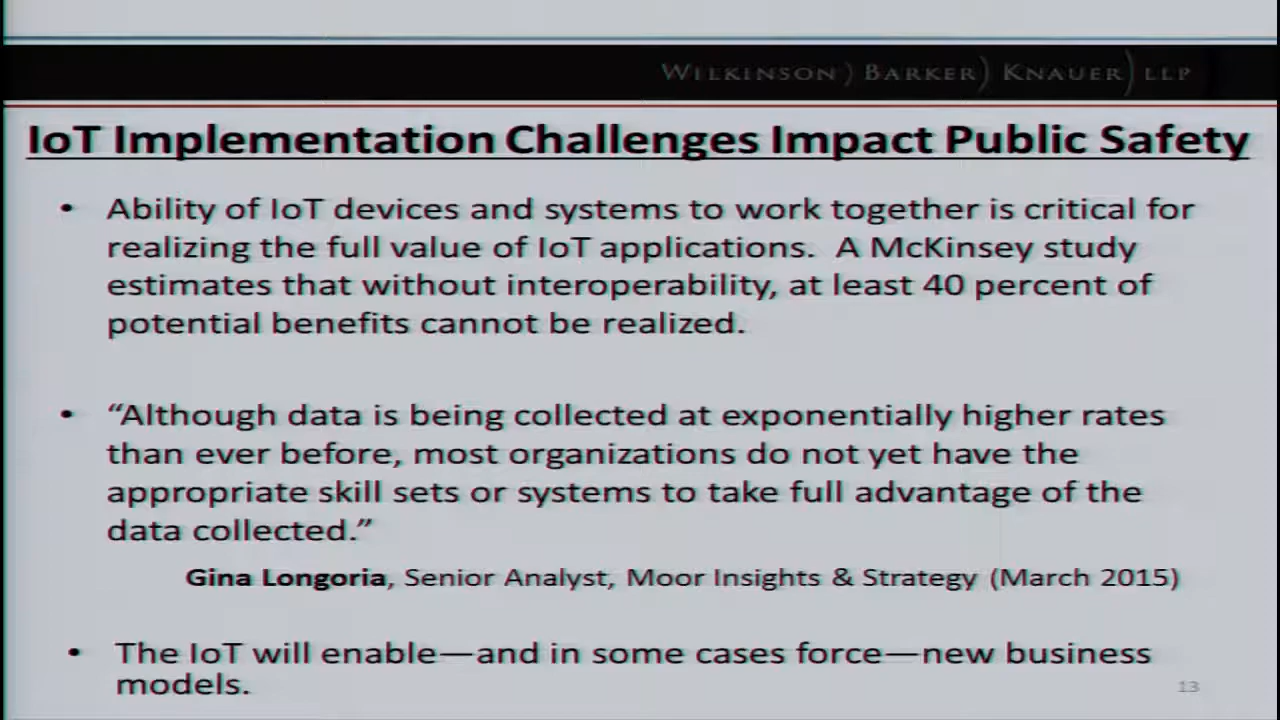 WILKINSON) BARKER) KNAUER) LLP
IoT Implementation Challenges Impact Public Safety
• Ability of IoT devices and systems to work together is critical for
realizing the full value of IoT applications. A McKinsey study
estimates that without interoperability, at least 40 percent of
potential benefits cannot be realized.
• “Although data is being collected at exponentially higher rates
than ever before, most organizations do not yet have the
appropriate skill sets or systems to take full advantage of the
data collected.”
Gina Longoria, Senior Analyst, Moor Insights & Strategy (March 2015)
• The IoT will enable—and in some cases force—new business
models.
13